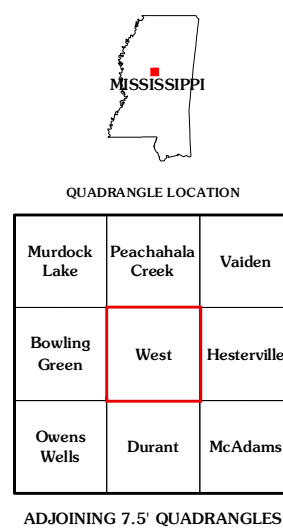 MISSISSIPPI
QUADRANGLE LOCATION
Murdock Lake
Peachahala Creek
Vaiden
Bowling Green
West
Hesterville
Owens Wells
Durant
McAdams
ADJOINING 7.5' QUADRANGLES